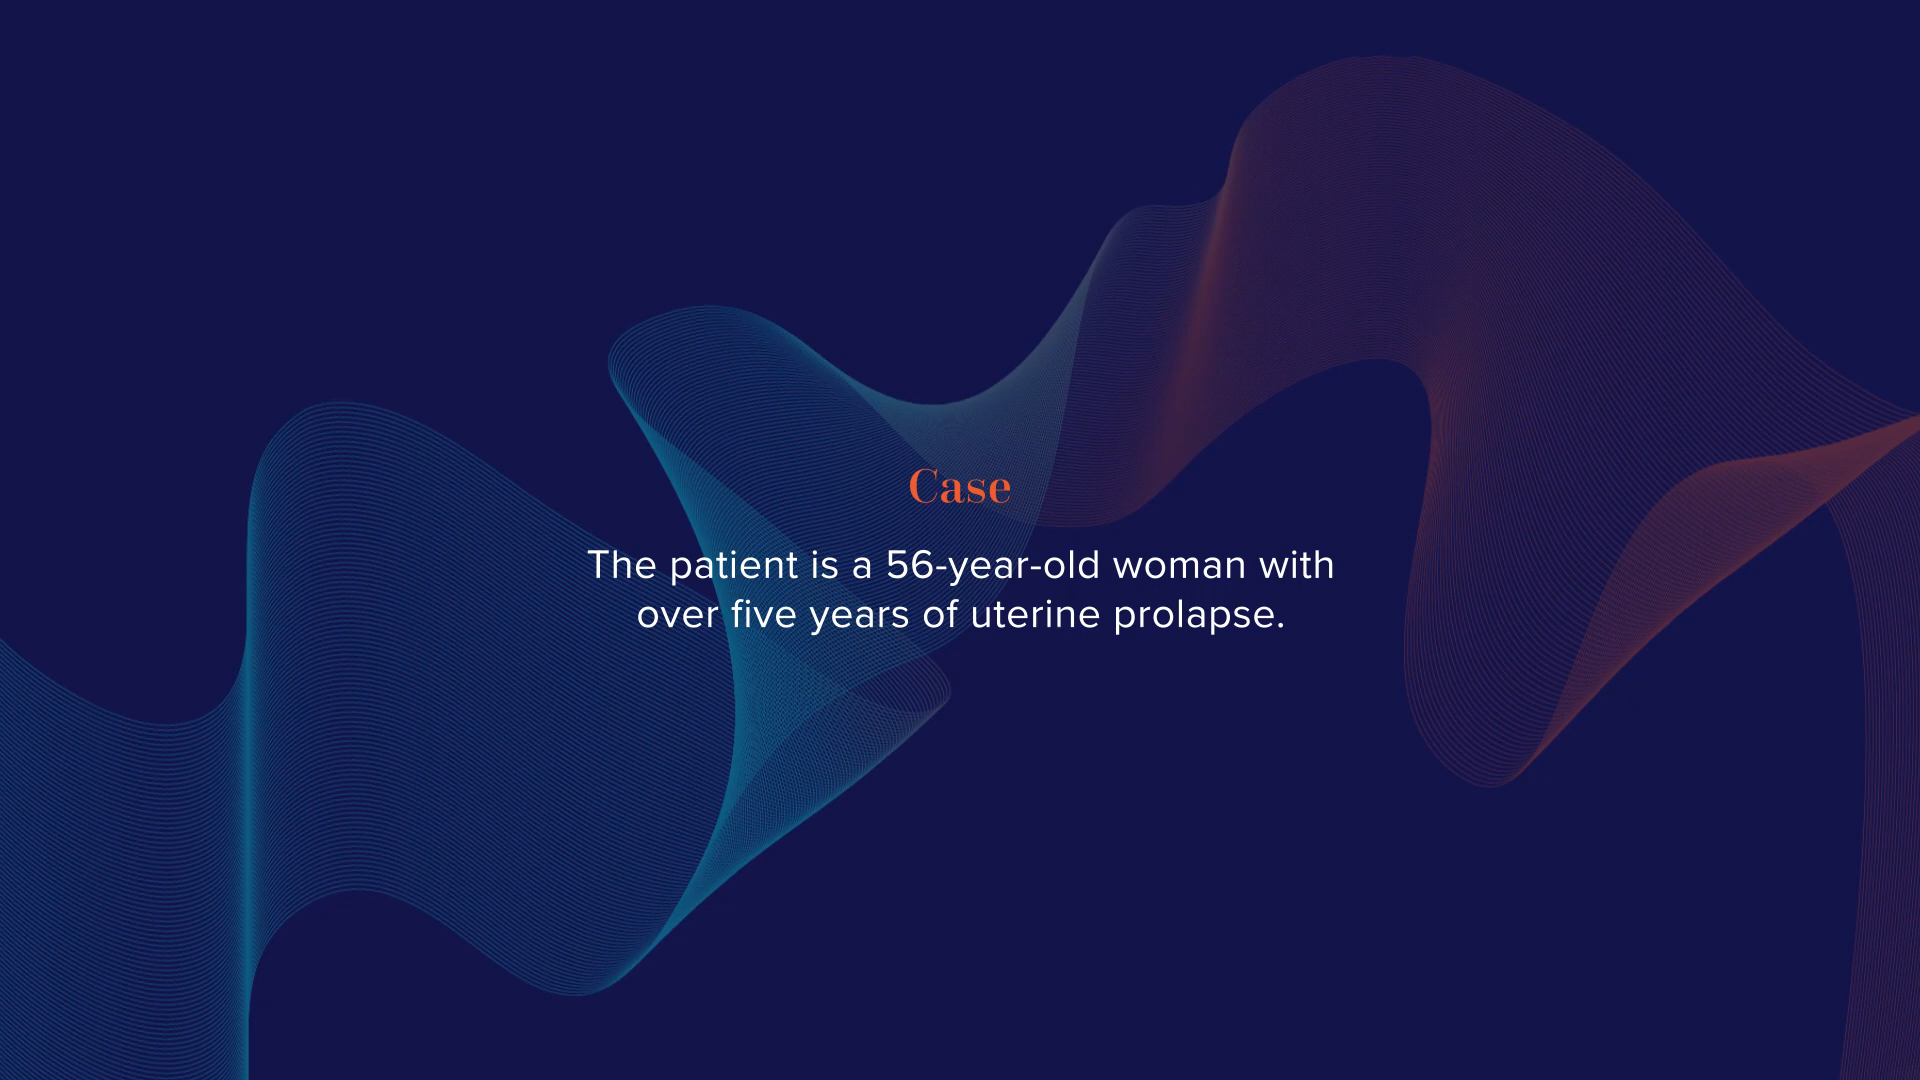 Case
The patient is a 56-year-old woman with
over five years of uterine prolapse.